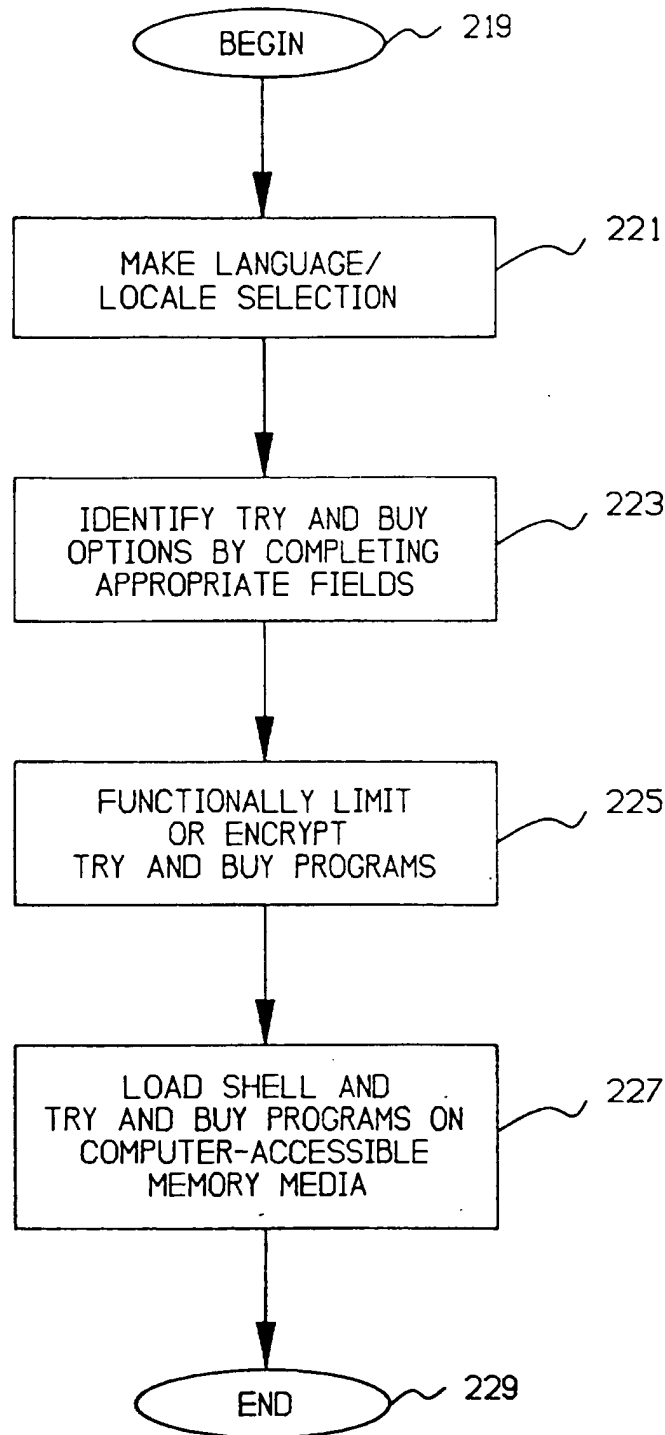 BEGIN
219
MAKE LANGUAGE/
LOCALE SELECTION
221
IDENTIFY TRY AND BUY
OPTIONS BY COMPLETING
APPROPRIATE FIELDS
223
FUNCTIONALLY LIMIT
OR ENCRYPT
TRY AND BUY PROGRAMS
225
LOAD SHELL AND
TRY AND BUY PROGRAMS ON
COMPUTER-ACCESSIBLE
MEMORY MEDIA
227
END
229